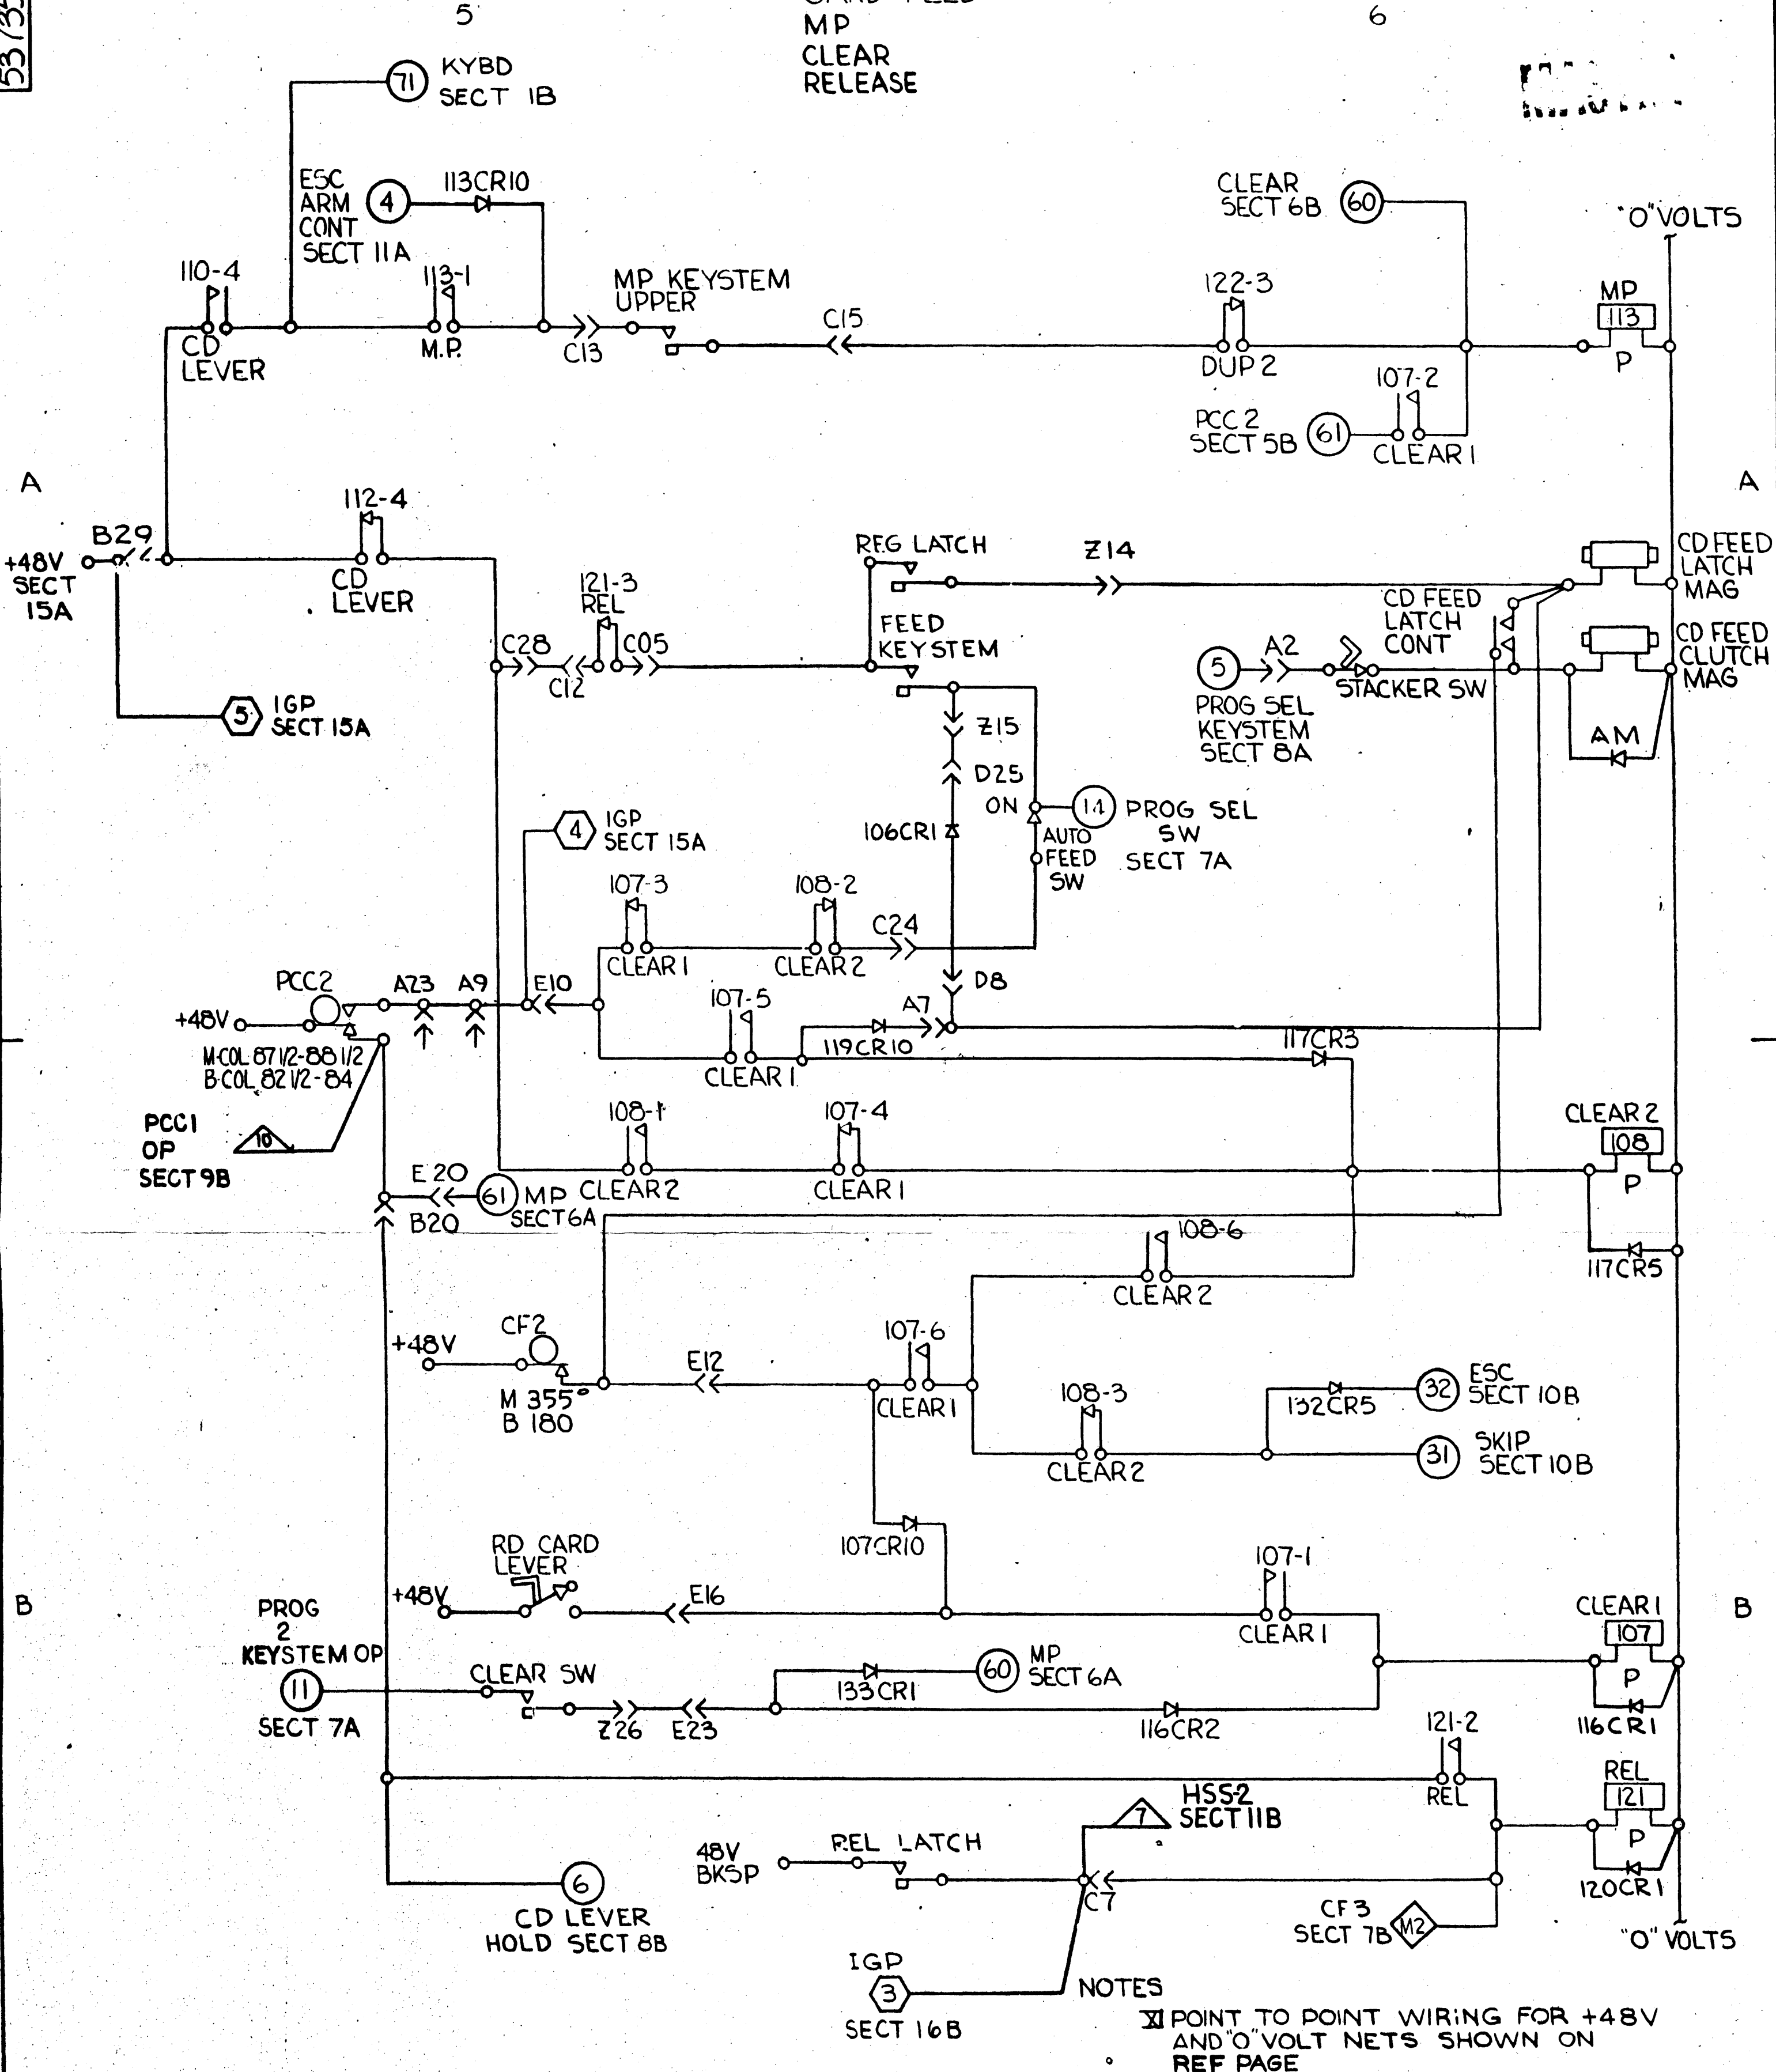 5
6
MP
CLEAR
RELEASE
71
KYBD
SECT 1B
ESC
ARM
CONT
SECT 11A
4
113CR10
CLEAR
SECT 6B
60
"O" VOLTS
110-4
CD
LEVER
113-1
M.P.
C13
MP KEYSTEM
UPPER
C15
122-3
DUP 2
MP
113
P
107-2
PCC 2
SECT 5B
61
CLEAR 1
A
A
112-4
B29
+48V
SECT
15A
CD
LEVER
REG LATCH
Z14
CD FEED
LATCH
MAG
121-3
REL
C28
C12
C05
FEED
KEYSTEM
CD FEED
LATCH
CONT
5
A2
STACKER SW
PROG SEL
KEYSTEM
SECT 8A
CD FEED
CLUTCH
MAG
AM
5
IGP
SECT 15A
Z15
D25
ON
14
PROG SEL
SW
SECT 7A
AUTO
FEED
SW
106CR1
4
IGP
SECT 15A
107-3
CLEAR 1
108-2
CLEAR 2
C24
D8
PCC2
A23
A9
E10
+48V
M-COL 87 1/2-88 1/2
B-COL 82 1/2-84
107-5
CLEAR 1
A7
119CR10
117CR3
PCC1
OP
SECT 9B
10
108-1
CLEAR 2
107-4
CLEAR 1
CLEAR 2
108
P
E20
B20
61
MP
SECT 6A
108-6
CLEAR 2
117CR5
+48V
CF2
M 355°
B 180
E12
107-6
CLEAR 1
108-3
CLEAR 2
132CR5
32
ESC
SECT 10B
31
SKIP
SECT 10B
107CR10
RD CARD
LEVER
+48V
E16
107-1
CLEAR 1
B
B
CLEAR 1
107
P
116CR1
PROG
2
KEYSTEM OP
11
SECT 7A
CLEAR SW
Z26
E23
133CR1
60
MP
SECT 6A
116CR2
121-2
REL
REL
121
P
120CR1
7
HSS-2
SECT 11B
48V
BKSP
REL LATCH
C7
6
CD LEVER
HOLD SECT 8B
CF 3
SECT 7B
M2
"O" VOLTS
IGP
3
SECT 16B
NOTES
XI POINT TO POINT WIRING FOR +48V
AND "O" VOLT NETS SHOWN ON
REF PAGE